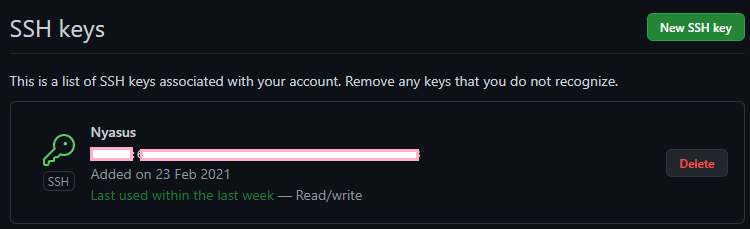 SSH keys
New SSH key
This is a list of SSH keys associated with your account. Remove any keys that you do not recognize.
Nyasus
SSH
Added on 23 Feb 2021
Last used within the last week — Read/write
Delete